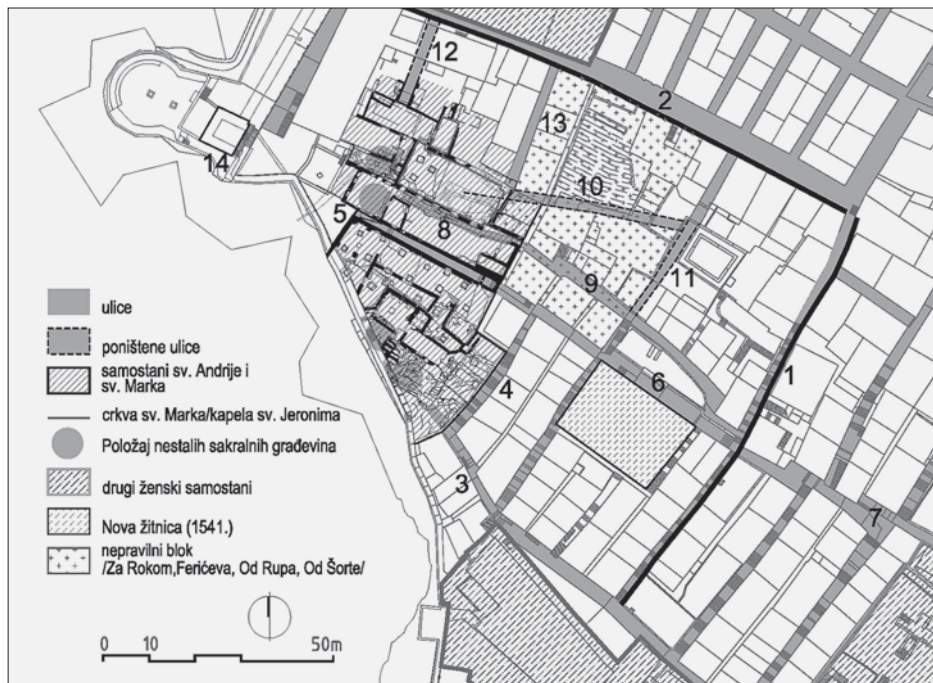 12
2
13
14
10
5
8
11
9
1
6
4
3
7
ulice
poništene ulice
samostani sv. Andrije i
sv. Marka
crkva sv. Marka/kapela sv. Jeronima
Položaj nestalih sakralnih građevina
drugi ženski samostani
Nova žitnica (1541.)
nepravilni blok
/Za Rokom,Ferićeva, Od Rupa, Od Šorte/
0 10 50m